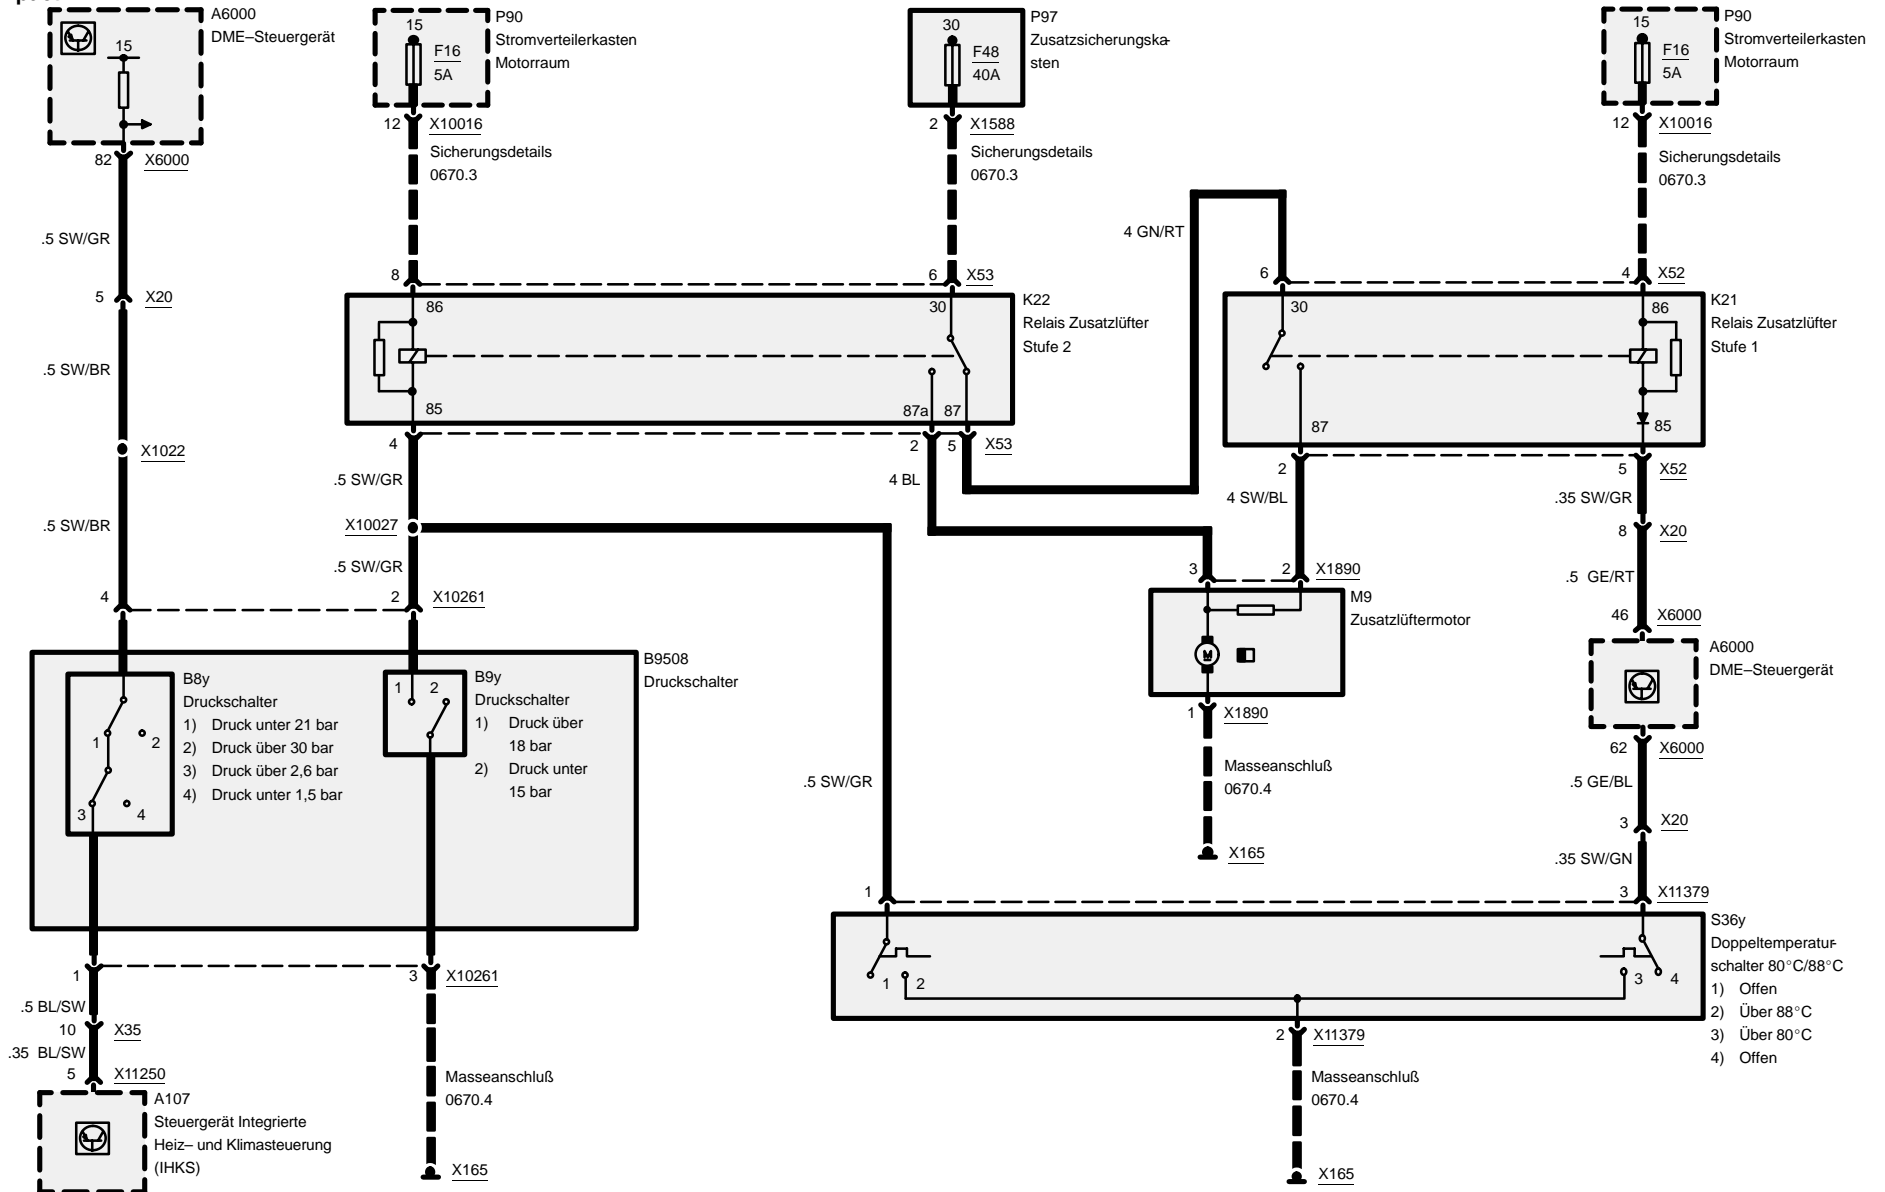 A6000
DME–Steuergerät
15
82 X6000
.5 SW/GR
5 X20
.5 SW/BR
X1022
.5 SW/BR
4
P90
Stromverteilerkasten
Motorraum
15
F16
5A
12 X10016
Sicherungsdetails
0670.3
8
P97
Zusatzsicherungska-
sten
30
F48
40A
2 X1588
Sicherungsdetails
0670.3
6 X53
P90
Stromverteilerkasten
Motorraum
15
F16
5A
12 X10016
Sicherungsdetails
0670.3
4 GN/RT
6
4 X52
K22
Relais Zusatzlüfter
Stufe 2
86
30
85
87a 87
4
2 5 X53
K21
Relais Zusatzlüfter
Stufe 1
30
86
87
85
2
5 X52
.5 SW/GR
4 BL
4 SW/BL
.35 SW/GR
X10027
8 X20
.5 SW/GR
.5 GE/RT
2 X10261
3
2 X1890
46 X6000
M9
Zusatzlüftermotor
M
1 X1890
Masseanschluß
0670.4
X165
A6000
DME–Steuergerät
62 X6000
.5 GE/BL
3 X20
.35 SW/GN
3 X11379
B9508
Druckschalter
B8y
Druckschalter
1) Druck unter 21 bar
2) Druck über 30 bar
3) Druck über 2,6 bar
4) Druck unter 1,5 bar
1 2
3 4
B9y
Druckschalter
1) Druck über
18 bar
2) Druck unter
15 bar
1 2
.5 SW/GR
1
S36y
Doppeltemperatur-
schalter 80°C/88°C
1) Offen
2) Über 88°C
3) Über 80°C
4) Offen
1 2
3 4
1
3 X10261
.5 BL/SW
10 X35
.35 BL/SW
5 X11250
A107
Steuergerät Integrierte
Heiz– und Klimasteuerung
(IHKS)
Masseanschluß
0670.4
X165
2 X11379
Masseanschluß
0670.4
X165